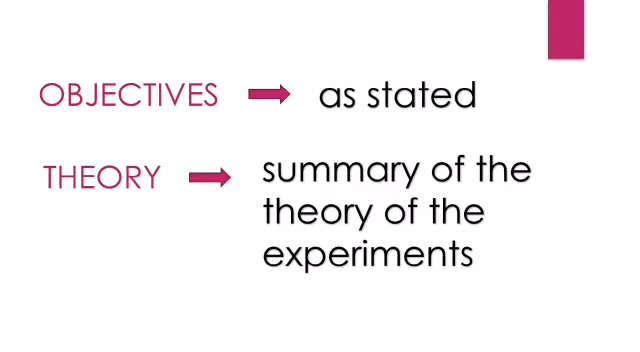 OBJECTIVES as stated
THEORY summary of the
theory of the
experiments